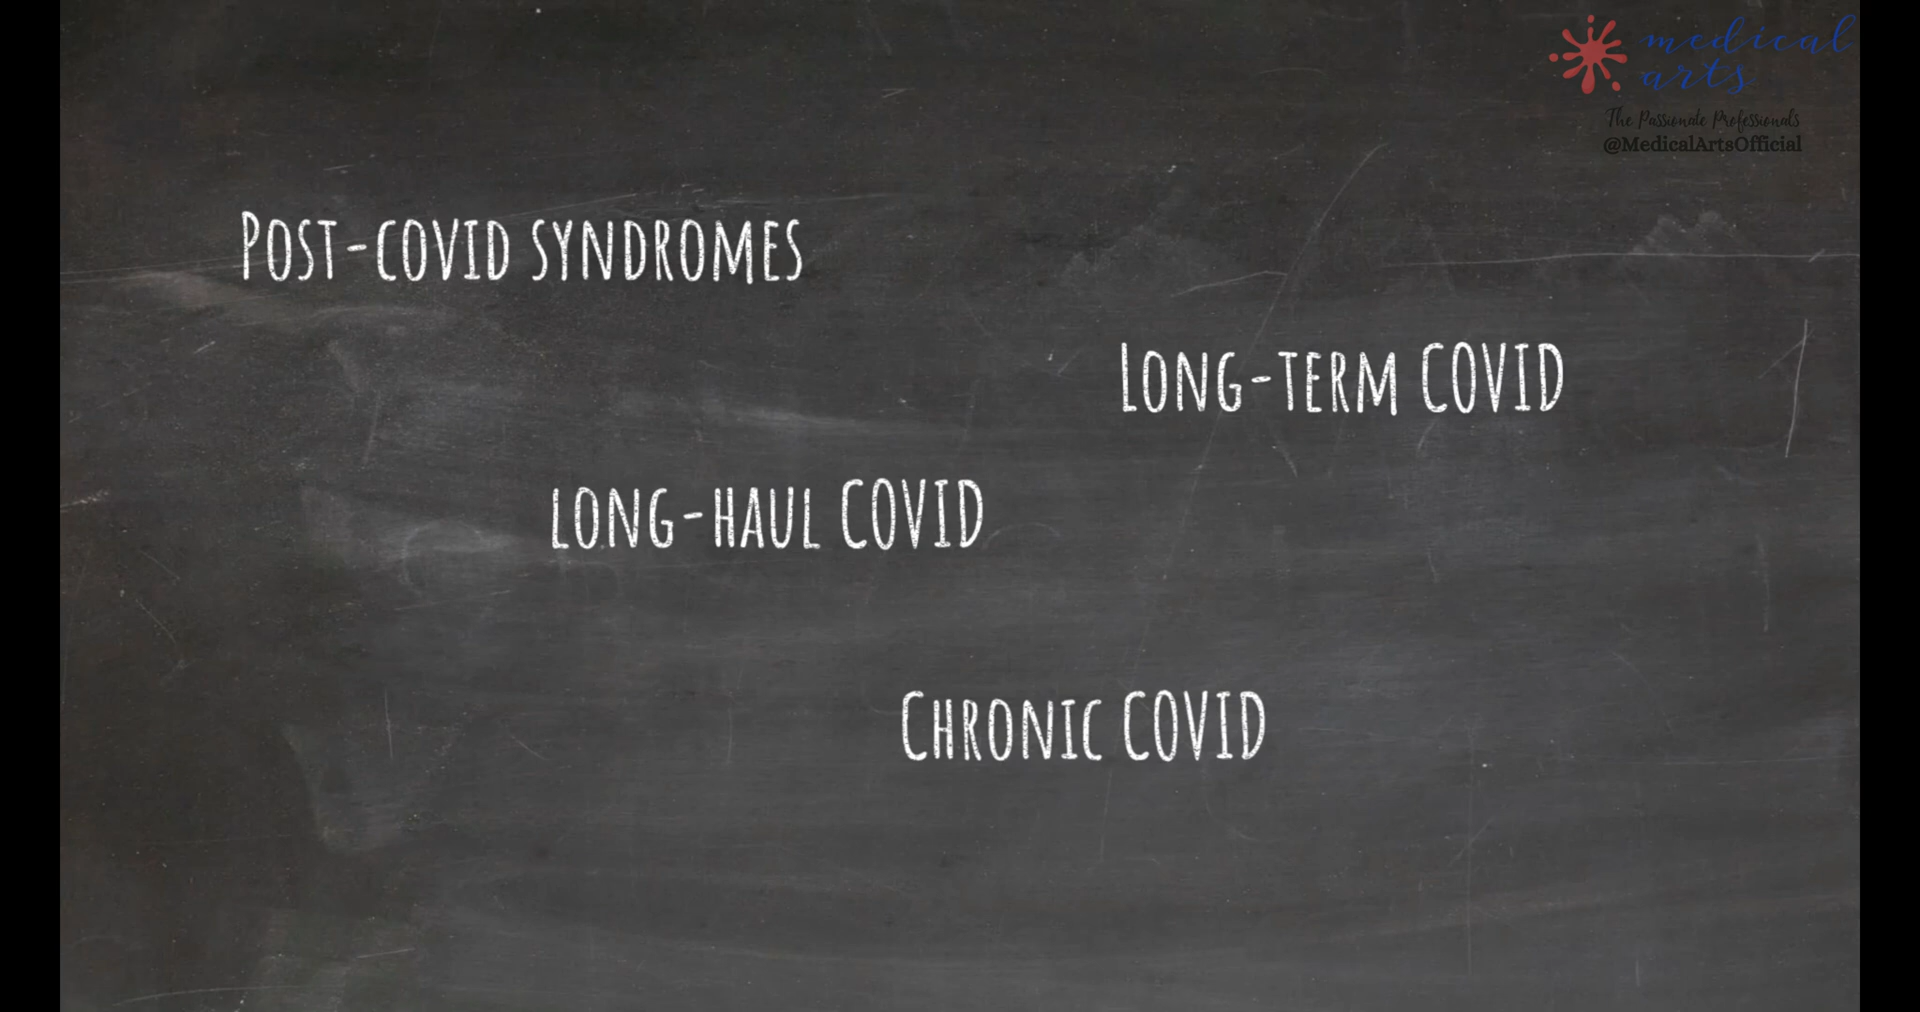 medical
arts
The Passionate Professionals
@MedicalArtsOfficial
Post-covid syndromes
Long-term COVID
long-haul COVID
Chronic COVID